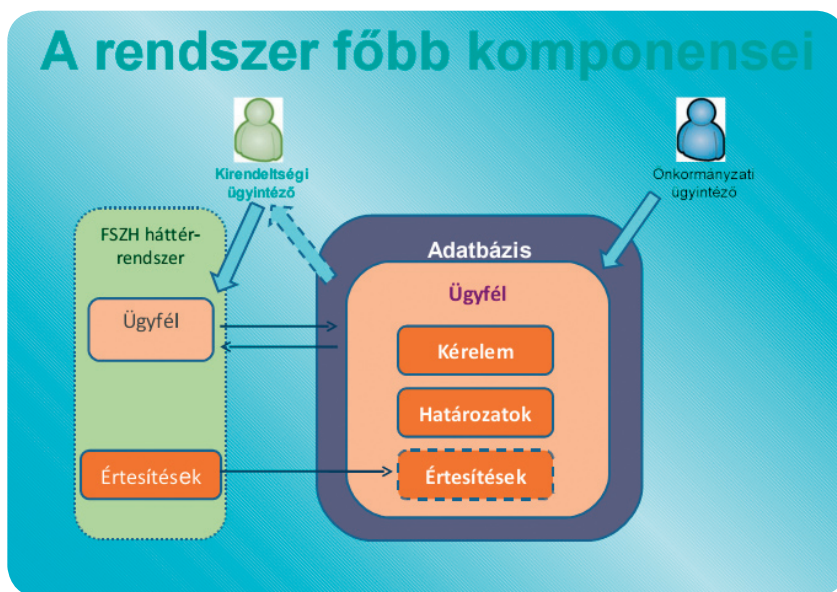 A rendszer főbb komponensei
Kirendeltségi
ügyintéző
Önkormányzati
ügyintéző
FSZH háttér-
rendszer
Ügyfél
Értesítések
Adatbázis
Ügyfél
Kérelem
Határozatok
Értesítések